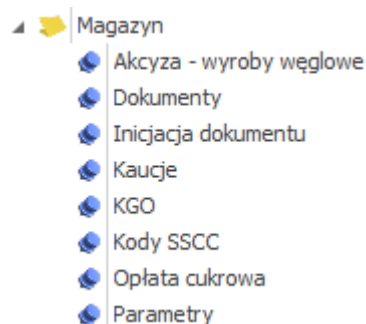 Magazyn
Akcyza - wyroby węglowe
Dokumenty
Inicjacja dokumentu
Kaucje
KGO
Kody SSCC
Opłata cukrowa
Parametry